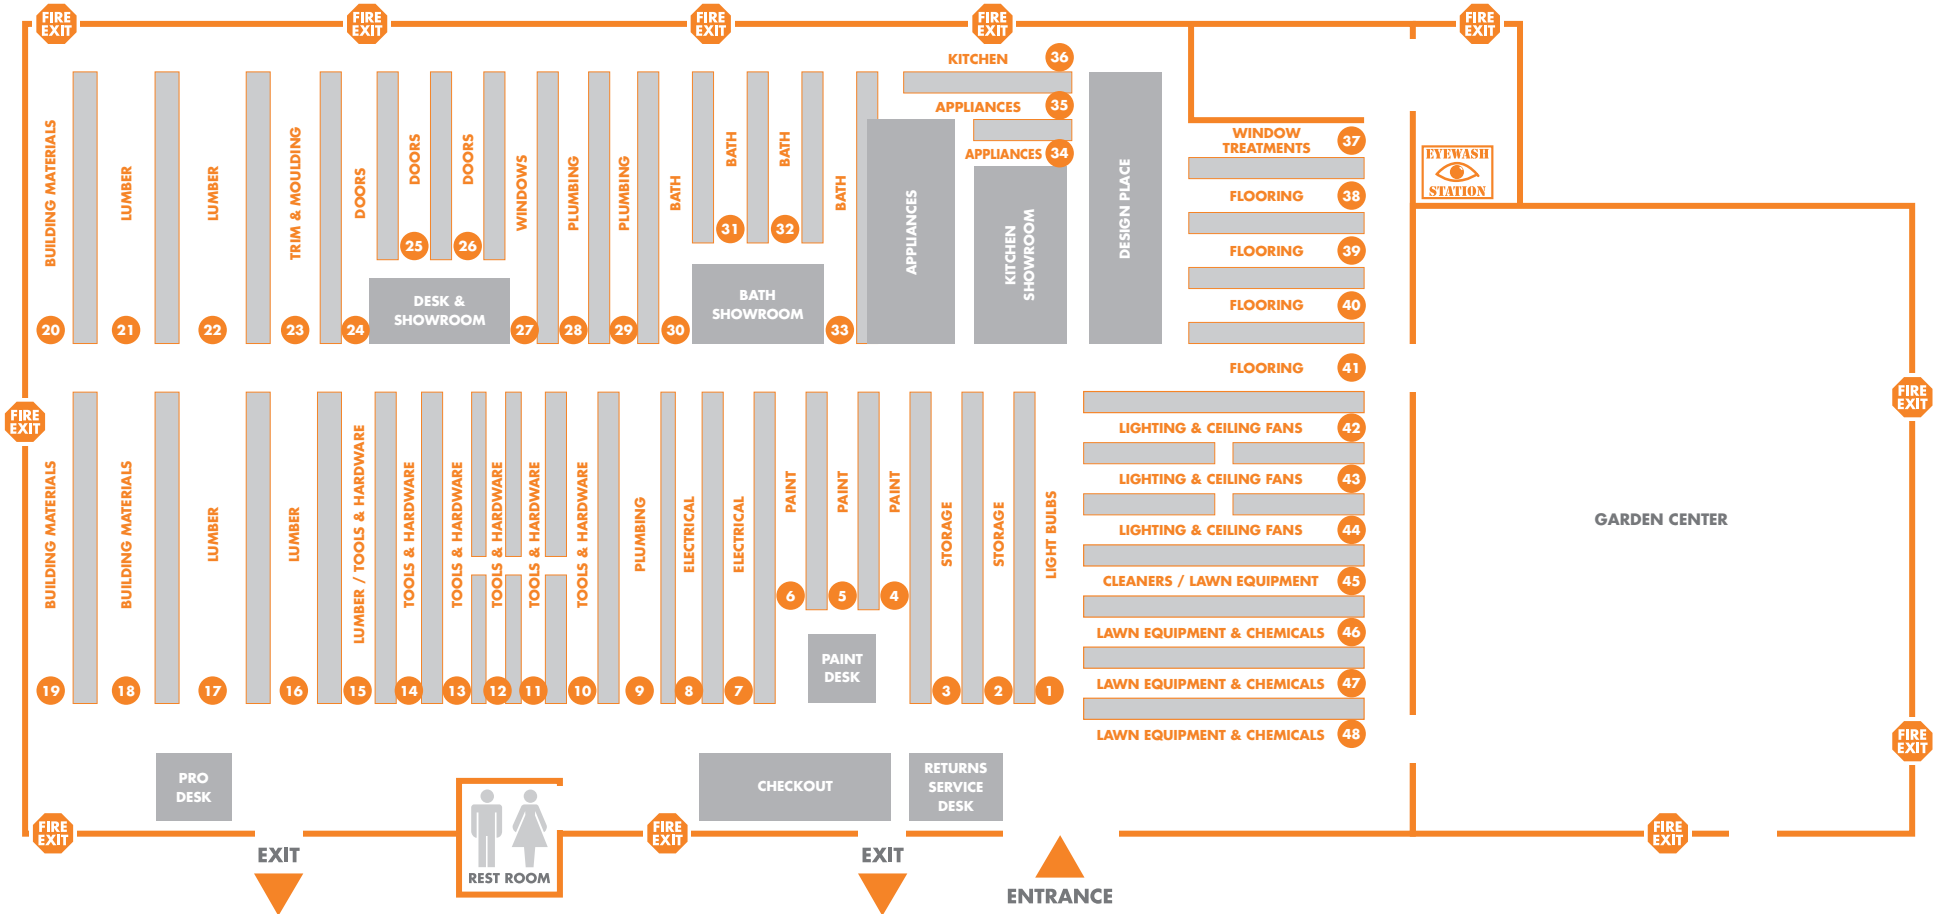 FIRE
EXIT
FIRE
EXIT
FIRE
EXIT
FIRE
EXIT
FIRE
EXIT
KITCHEN 36
APPLIANCES 35
APPLIANCES 34
BUILDING MATERIALS
20
LUMBER
21
LUMBER
22
TRIM & MOULDING
23
DOORS
24
DOORS
25
DOORS
26
DESK &
SHOWROOM
WINDOWS
27
PLUMBING
28
PLUMBING
29
BATH
30
BATH
31
BATH
32
BATH
SHOWROOM
BATH
33
APPLIANCES
KITCHEN
SHOWROOM
DESIGN PLACE
WINDOW
TREATMENTS 37
FLOORING 38
FLOORING 39
FLOORING 40
FLOORING 41
EYEWASH
STATION
FIRE
EXIT
FIRE
EXIT
BUILDING MATERIALS
19
BUILDING MATERIALS
18
LUMBER
17
LUMBER
16
LUMBER / TOOLS & HARDWARE
15
TOOLS & HARDWARE
14
TOOLS & HARDWARE
13
TOOLS & HARDWARE
12
TOOLS & HARDWARE
11
TOOLS & HARDWARE
10
PLUMBING
9
ELECTRICAL
8
ELECTRICAL
7
PAINT
6
PAINT
5
PAINT
4
PAINT
DESK
STORAGE
3
STORAGE
2
LIGHT BULBS
1
LIGHTING & CEILING FANS 42
LIGHTING & CEILING FANS 43
LIGHTING & CEILING FANS 44
CLEANERS / LAWN EQUIPMENT 45
LAWN EQUIPMENT & CHEMICALS 46
LAWN EQUIPMENT & CHEMICALS 47
LAWN EQUIPMENT & CHEMICALS 48
GARDEN CENTER
FIRE
EXIT
PRO
DESK
CHECKOUT
RETURNS
SERVICE
DESK
FIRE
EXIT
EXIT
REST ROOM
FIRE
EXIT
EXIT
ENTRANCE
FIRE
EXIT